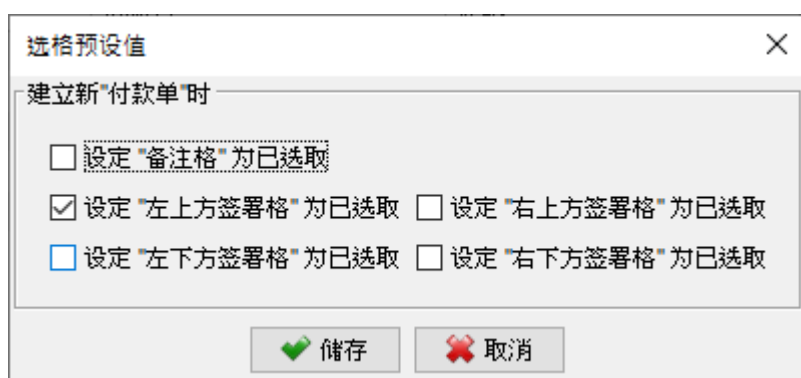 选格预设值
建立新"付款单"时
设定 "备注格" 为已选取
设定 "左上方签署格" 为已选取 设定 "右上方签署格" 为已选取
设定 "左下方签署格" 为已选取 设定 "右下方签署格" 为已选取
储存 取消